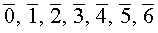 0̅, 1̅, 2̅, 3̅, 4̅, 5̅, 6̅